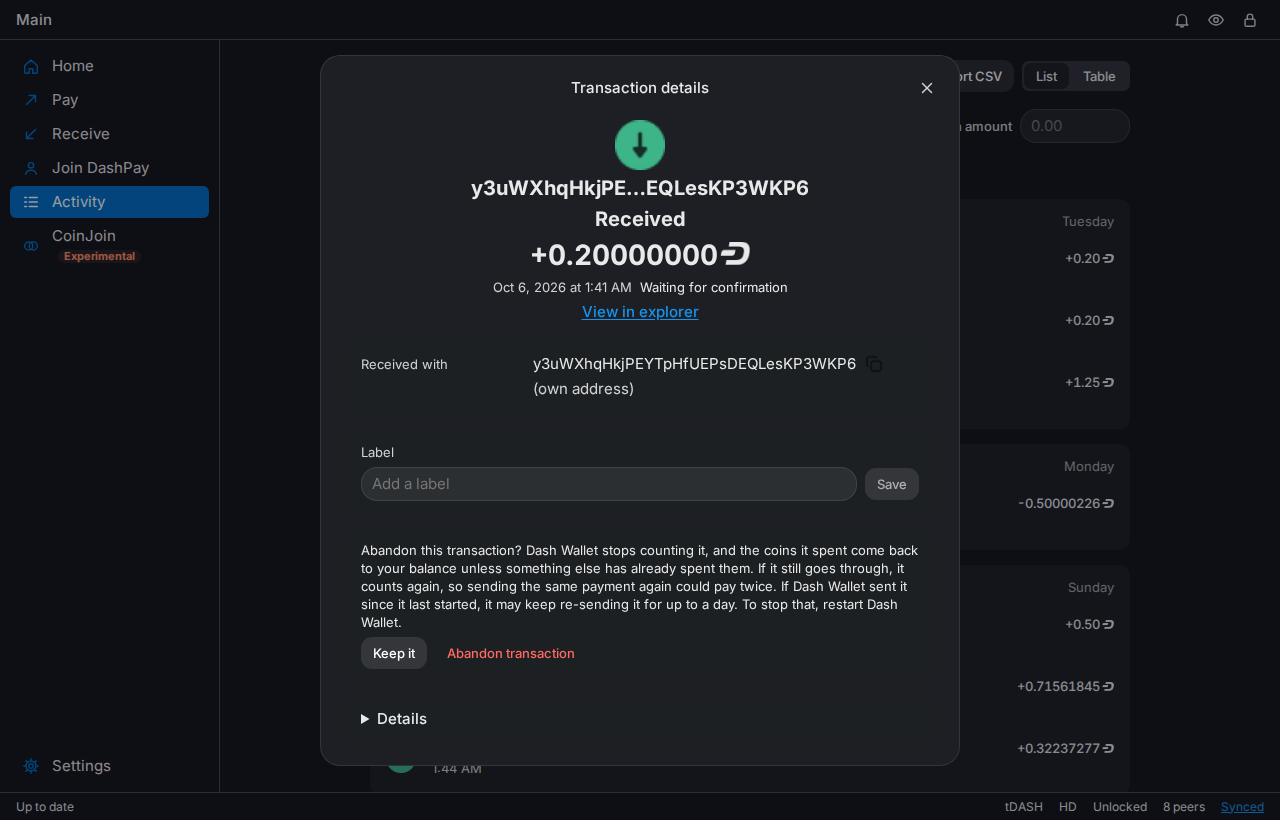 Main
Home
Pay
Receive
Join DashPay
Activity
CoinJoin
Experimental
Settings
CSV
List
Table
amount
0.00
Tuesday
+0.20
+0.20
+1.25
Monday
-0.50000226
Sunday
+0.50
+0.71561845
+0.32237277
1:44 AM
Transaction details
y3uWXhqHkjPE...EQLesKP3WKP6
Received
+0.20000000
Oct 6, 2026 at 1:41 AM Waiting for confirmation
View in explorer
Received with
y3uWXhqHkjPEYTpHfUEPsDEQLesKP3WKP6
(own address)
Label
Add a label
Save
Abandon this transaction? Dash Wallet stops counting it, and the coins it spent come back
to your balance unless something else has already spent them. If it still goes through, it
counts again, so sending the same payment again could pay twice. If Dash Wallet sent it
since it last started, it may keep re-sending it for up to a day. To stop that, restart Dash
Wallet.
Keep it
Abandon transaction
Details
Up to date
tDASH
HD
Unlocked
8 peers
Synced